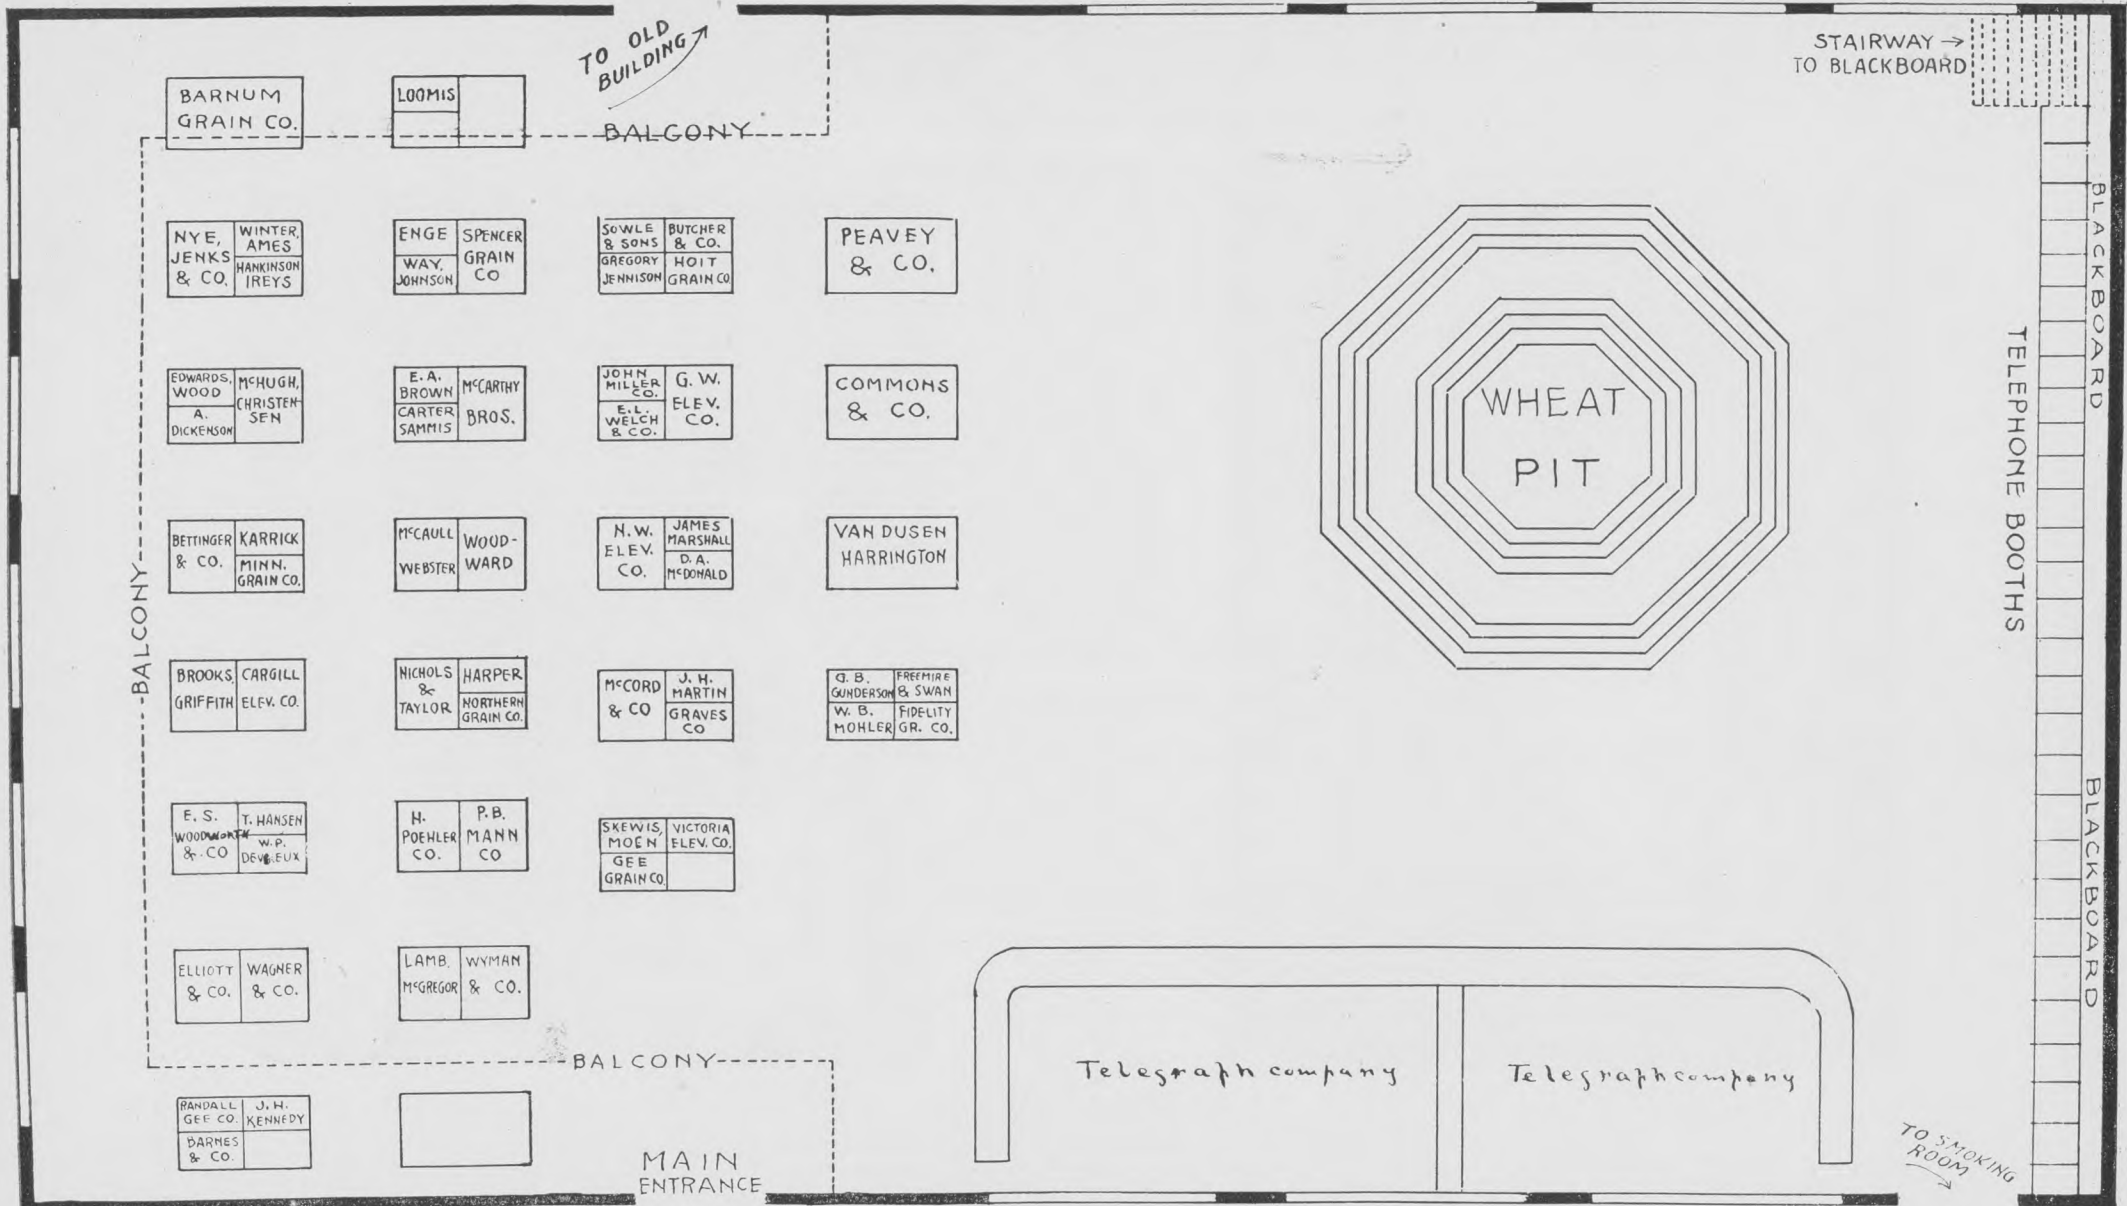 TO OLD
BUILDING
STAIRWAY →
TO BLACKBOARD
BARNUM
GRAIN CO.
LOOMIS
BALCONY
NYE,
JENKS
& CO.
WINTER,
AMES
HANKINSON
IREYS
ENGE
WAY,
JOHNSON
SPENCER
GRAIN
CO
SOWLE
& SONS
BUTCHER
& CO.
GREGORY
JENNISON
HOIT
GRAIN CO
PEAVEY
& CO.
EDWARDS,
WOOD
A.
DICKENSON
McHUGH,
CHRISTEN-
SEN
E. A.
BROWN
CARTER
SAMMIS
McCARTHY
BROS.
JOHN
MILLER
CO.
E. L.
WELCH
& CO.
G. W.
ELEV.
CO.
COMMONS
& CO.
WHEAT
PIT
BETTINGER
& CO.
KARRICK
MINN.
GRAIN CO.
McCAULL
WEBSTER
WOOD-
WARD
N.W.
ELEV.
CO.
JAMES
MARSHALL
D. A.
McDONALD
VAN DUSEN
HARRINGTON
BALCONY
BROOKS,
GRIFFITH
CARGILL
ELEV. CO.
NICHOLS
&
TAYLOR
HARPER
NORTHERN
GRAIN CO.
McCORD
& CO
J. H.
MARTIN
GRAVES
CO
B.
GUNDERSON
FREEMIRE
& SWAN
W. B.
MOHLER
FIDELITY
GR. CO.
E. S.
WOODWORTH
& CO
T. HANSEN
W. P.
DEVEREUX
H.
POEHLER
CO.
P. B.
MANN
CO
SKEWIS,
MOEN
VICTORIA
ELEV. CO.
GEE
GRAIN CO.
ELLIOTT
& CO.
WAGNER
& CO.
LAMB,
McGREGOR
WYMAN
& CO.
BALCONY
RANDALL
GEE CO.
J. H.
KENNEDY
BARNES
& CO.
MAIN
ENTRANCE
Telegraph company
Telegraph company
TELEPHONE BOOTHS
BLACKBOARD
BLACKBOARD
TO SMOKING
ROOM